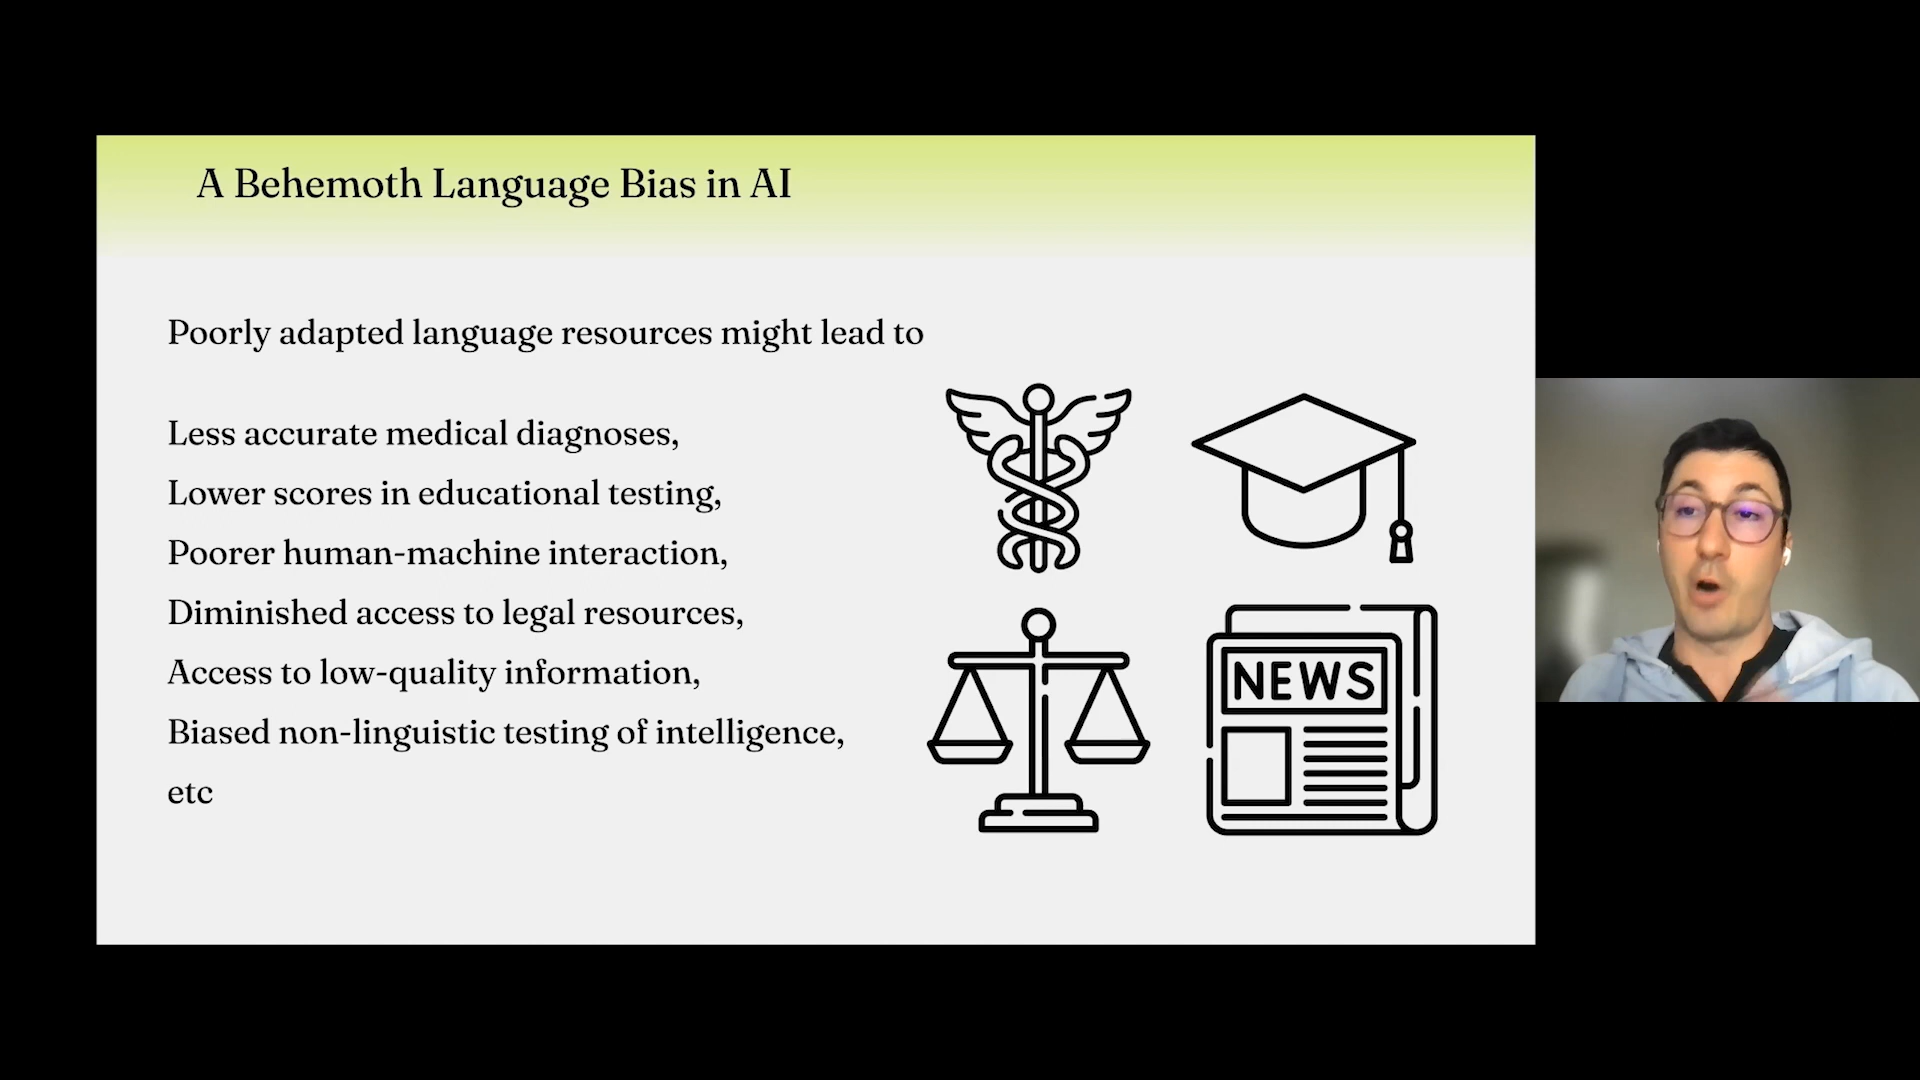 A Behemoth Language Bias in AI
Poorly adapted language resources might lead to
Less accurate medical diagnoses,
Lower scores in educational testing,
Poorer human-machine interaction,
Diminished access to legal resources,
Access to low-quality information,
Biased non-linguistic testing of intelligence,
etc
NEWS